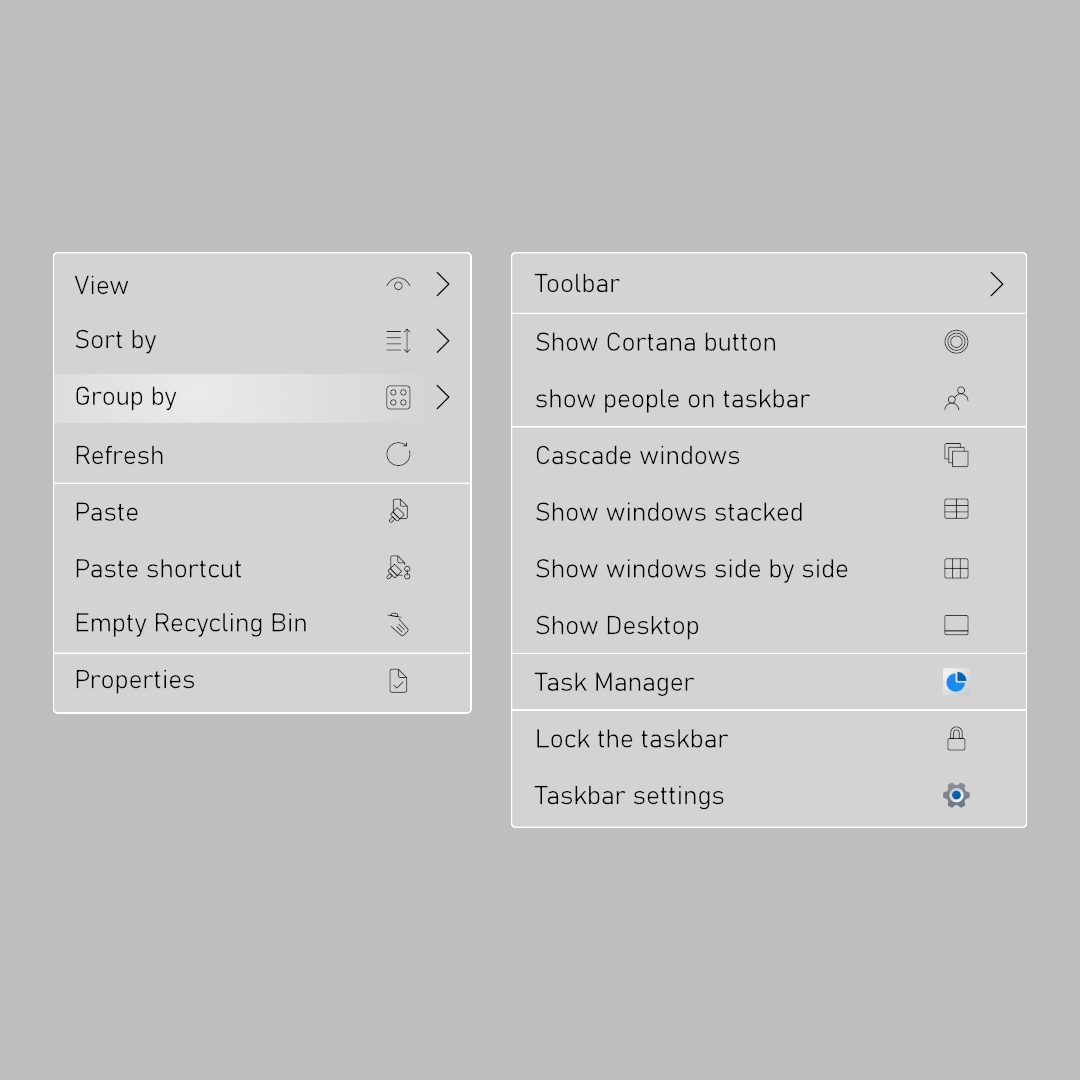 View
Sort by
Group by
Refresh
Paste
Paste shortcut
Empty Recycling Bin
Properties
Toolbar
Show Cortana button
show people on taskbar
Cascade windows
Show windows stacked
Show windows side by side
Show Desktop
Task Manager
Lock the taskbar
Taskbar settings